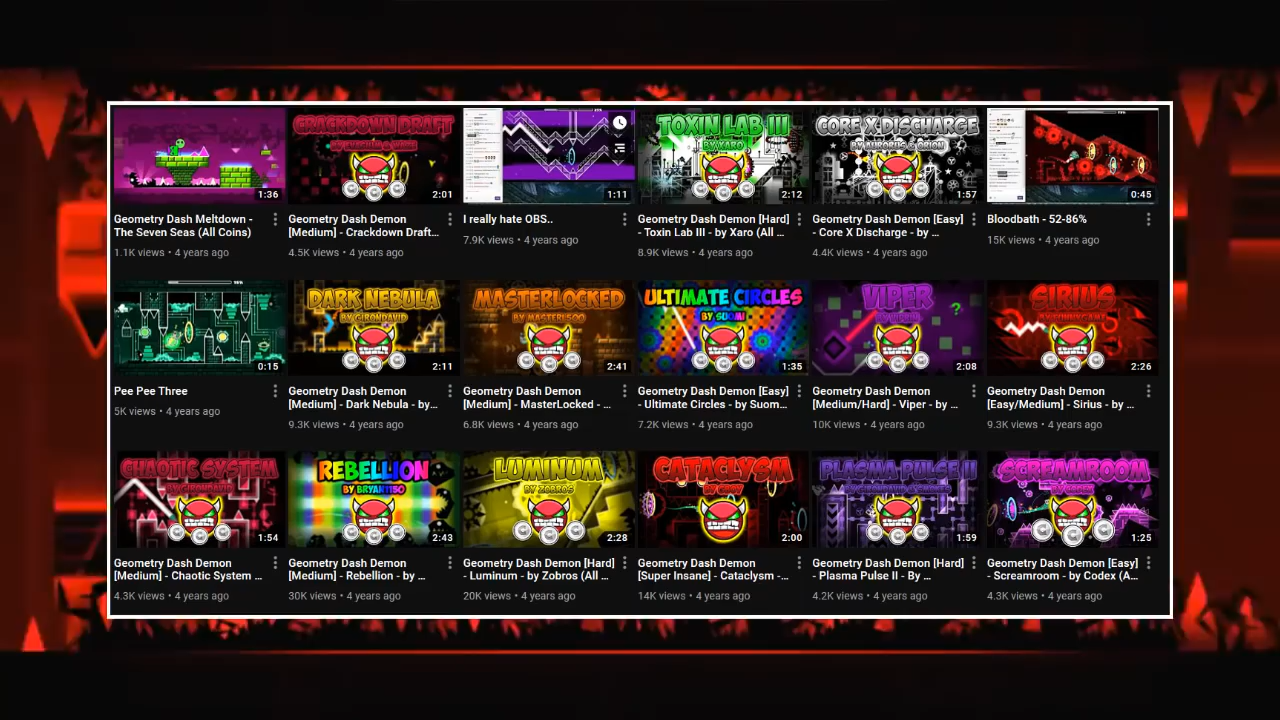 1:36
CRACKDOWN DRAFT
2:01
1:11
TOXIN LAB III
BY XARO
2:12
CORE X DISCHARGE
BY AURORUS & ORION
1:57
0:45
Geometry Dash Meltdown -
The Seven Seas (All Coins)
1.1K views • 4 years ago
Geometry Dash Demon
[Medium] - Crackdown Draft...
4.5K views • 4 years ago
I really hate OBS..
7.9K views • 4 years ago
Geometry Dash Demon [Hard]
- Toxin Lab III - by Xaro (All ...
8.9K views • 4 years ago
Geometry Dash Demon [Easy]
- Core X Discharge - by ...
4.4K views • 4 years ago
Bloodbath - 52-86%
15K views • 4 years ago
0:15
DARK NEBULA
BY GIRONDAVID
2:11
MASTERLOCKED
BY MASTERL500
2:41
ULTIMATE CIRCLES
BY SUOMI
1:35
VIPER
BY VIPRIN
2:08
SIRIUS
BY FUNNYGAME
2:26
Pee Pee Three
5K views • 4 years ago
Geometry Dash Demon
[Medium] - Dark Nebula - by...
9.3K views • 4 years ago
Geometry Dash Demon
[Medium] - MasterLocked - ...
6.8K views • 4 years ago
Geometry Dash Demon [Easy]
- Ultimate Circles - by Suom...
7.2K views • 4 years ago
Geometry Dash Demon
[Medium/Hard] - Viper - by ...
10K views • 4 years ago
Geometry Dash Demon
[Easy/Medium] - Sirius - by ...
9.3K views • 4 years ago
CHAOTIC SYSTEM
BY GIRONDAVID
1:54
REBELLION
BY BRYANT150
2:43
LUMINUM
BY ZOBROS
2:28
CATACLYSM
2:00
PLASMA PULSE II
1:59
SCREAMROOM
BY CODEX
1:25
Geometry Dash Demon
[Medium] - Chaotic System ...
4.3K views • 4 years ago
Geometry Dash Demon
[Medium] - Rebellion - by ...
30K views • 4 years ago
Geometry Dash Demon [Hard]
- Luminum - by Zobros (All ...
20K views • 4 years ago
Geometry Dash Demon
[Super Insane] - Cataclysm -...
14K views • 4 years ago
Geometry Dash Demon [Hard]
- Plasma Pulse II - By ...
4.2K views • 4 years ago
Geometry Dash Demon [Easy]
- Screamroom - by Codex (A...
4.3K views • 4 years ago